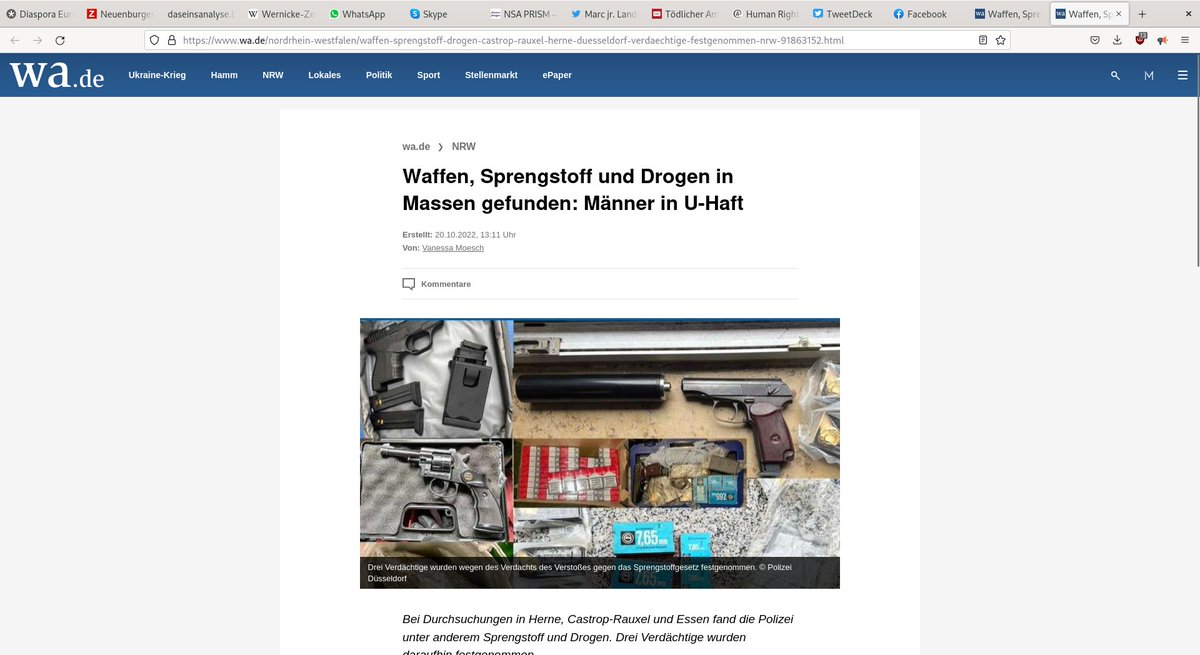 Diaspora Eur
Neuenburger
daseinsanalyse.
Wernicke-Ze
WhatsApp
Skype
NSA PRISM –
Marc jr. Land
Tödlicher Am
Human Righ
TweetDeck
Facebook
Waffen, Spre
Waffen, Sp
https://www.wa.de/nordrhein-westfalen/waffen-sprengstoff-drogen-castrop-rauxel-herne-duesseldorf-verdaechtige-festgenommen-nrw-91863152.html
wa.de
Ukraine-Krieg
Hamm
NRW
Lokales
Politik
Sport
Stellenmarkt
ePaper
M
wa.de ❯ NRW
Waffen, Sprengstoff und Drogen in
Massen gefunden: Männer in U-Haft
Erstellt: 20.10.2022, 13:11 Uhr
Von: Vanessa Moesch
Kommentare
7,65
Drei Verdächtige wurden wegen des Verdachts des Verstoßes gegen das Sprengstoffgesetz festgenommen. © Polizei
Düsseldorf
Bei Durchsuchungen in Herne, Castrop-Rauxel und Essen fand die Polizei
unter anderem Sprengstoff und Drogen. Drei Verdächtige wurden
daraufhin festgenommen.